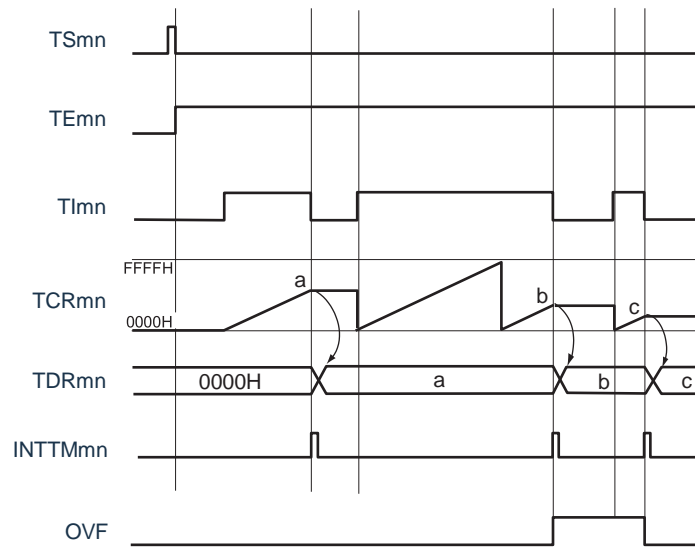 TSmn
TEmn
TImn
FFFFH
a
b
c
TCRmn
0000H
TDRmn
0000H
a
b
c
INTTMmn
OVF